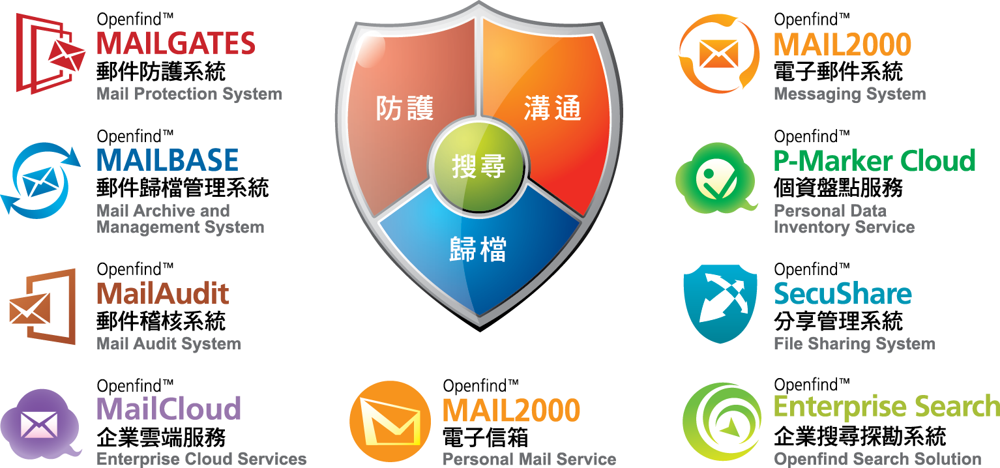 Openfind™
MAILGATES
郵件防護系統
Mail Protection System
Openfind™
MAILBASE
郵件歸檔管理系統
Mail Archive and
Management System
Openfind™
MailAudit
郵件稽核系統
Mail Audit System
Openfind™
MailCloud
企業雲端服務
Enterprise Cloud Services
防護
溝通
搜尋
歸檔
Openfind™
MAIL2000
電子信箱
Personal Mail Service
Openfind™
MAIL2000
電子郵件系統
Messaging System
Openfind™
P-Marker Cloud
個資盤點服務
Personal Data
Inventory Service
Openfind™
SecuShare
分享管理系統
File Sharing System
Openfind™
Enterprise Search
企業搜尋探勘系統
Openfind Search Solution